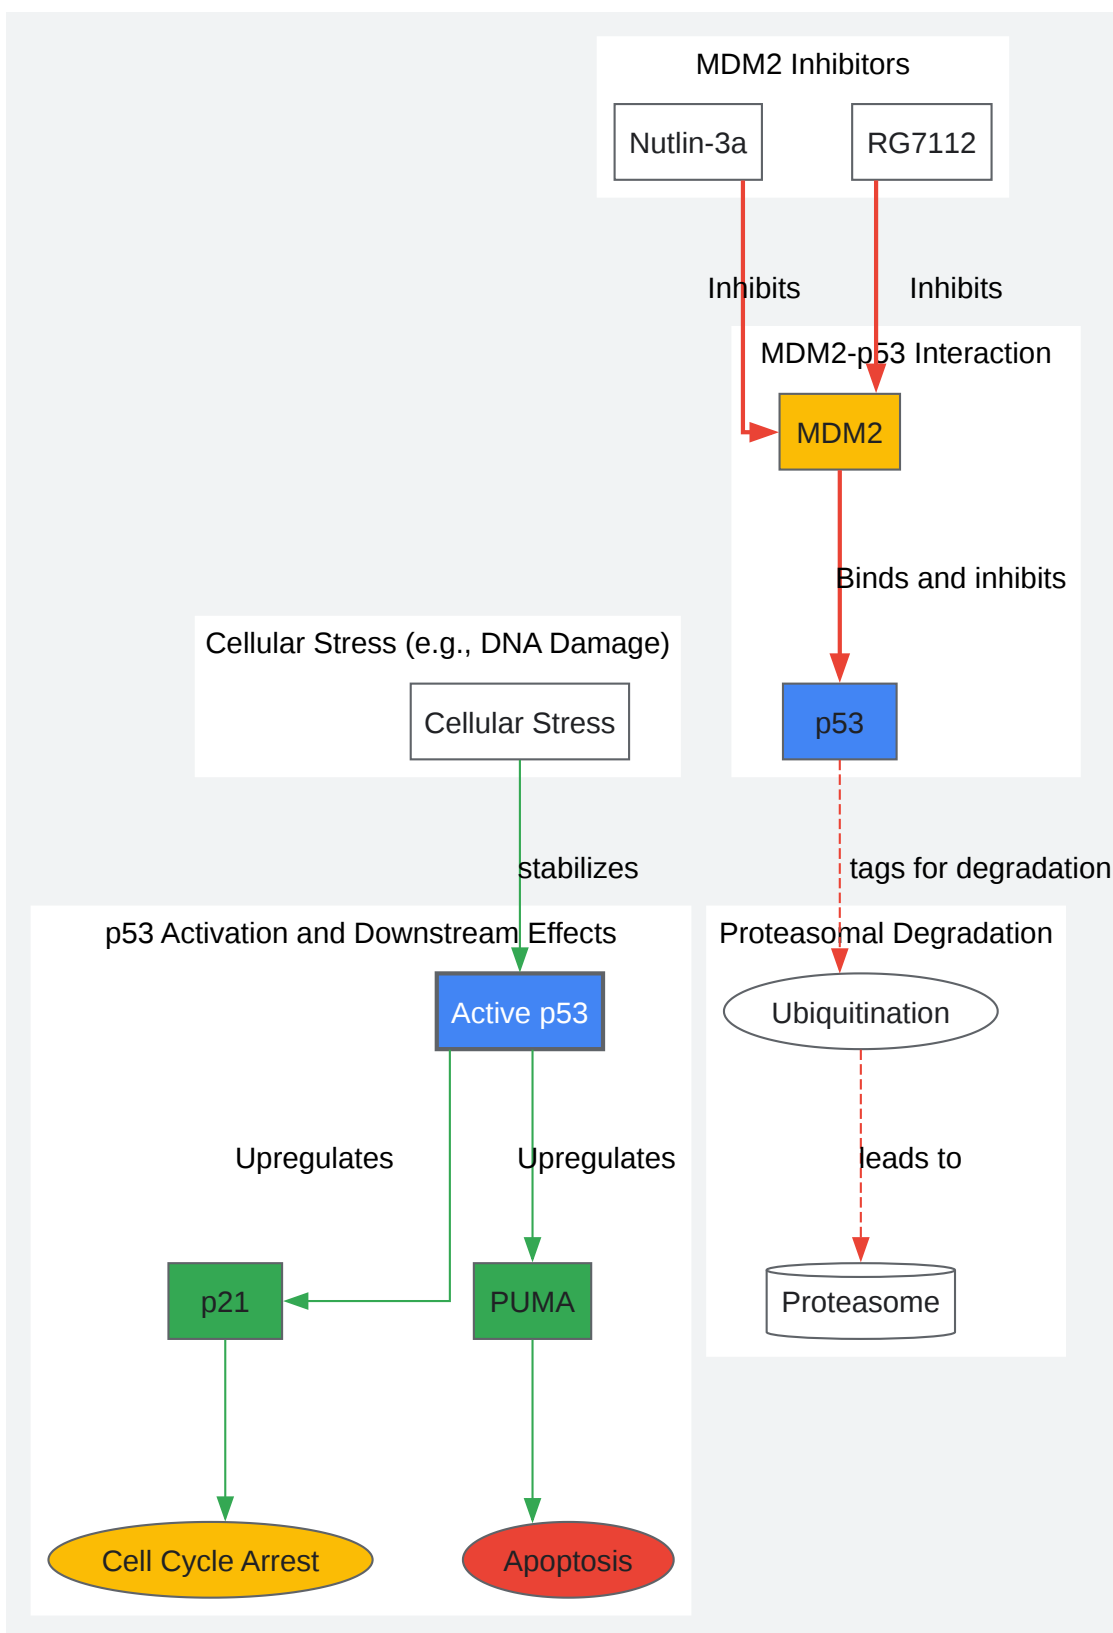 MDM2 Inhibitors
Nutlin-3a
RG7112
Inhibits
Inhibits
MDM2-p53 Interaction
MDM2
Binds and inhibits
Cellular Stress (e.g., DNA Damage)
Cellular Stress
p53
stabilizes
tags for degradation
p53 Activation and Downstream Effects
Proteasomal Degradation
Active p53
Ubiquitination
Upregulates
Upregulates
leads to
p21
PUMA
Proteasome
Cell Cycle Arrest
Apoptosis